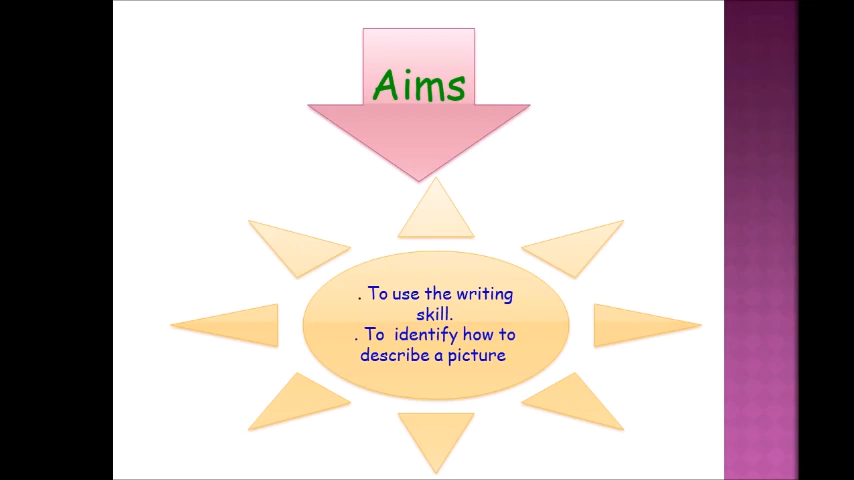 Aims
. To use the writing
skill.
. To  identify how to
describe a picture